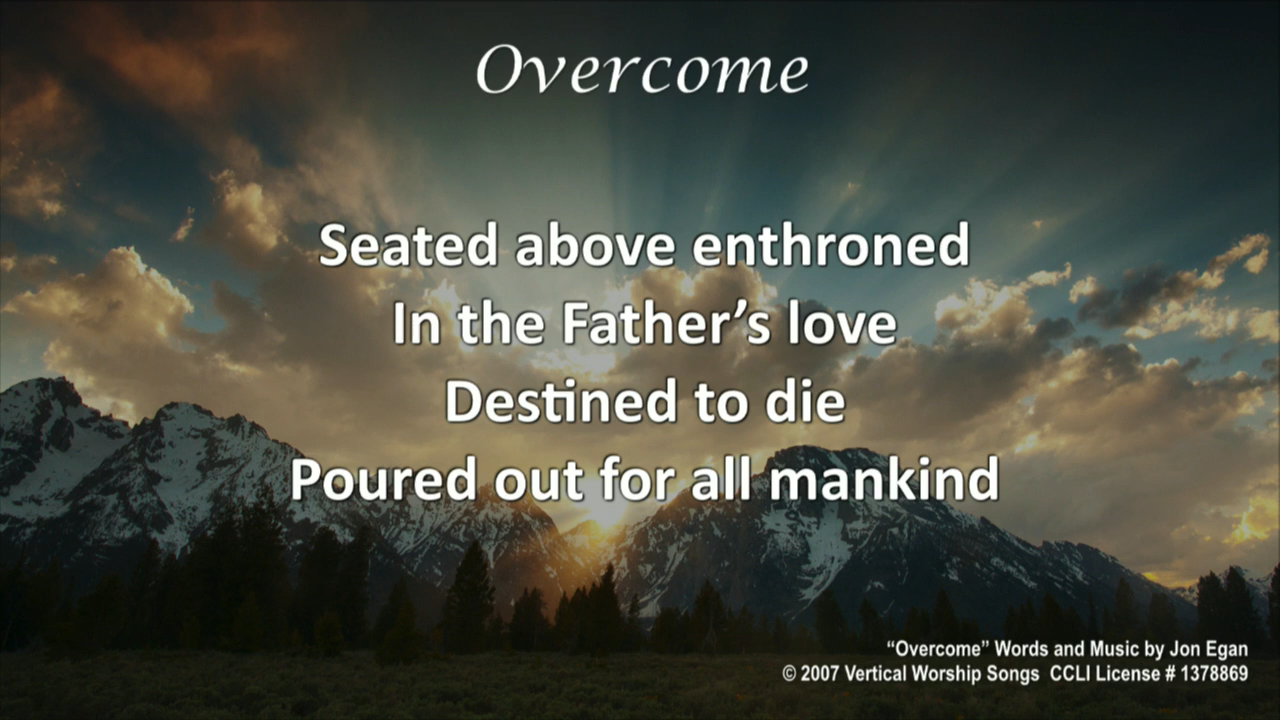 Overcome
Seated above enthroned
In the Father’s love
Destined to die
Poured out for all mankind
“Overcome” Words and Music by Jon Egan
© 2007 Vertical Worship Songs  CCLI License # 1378869